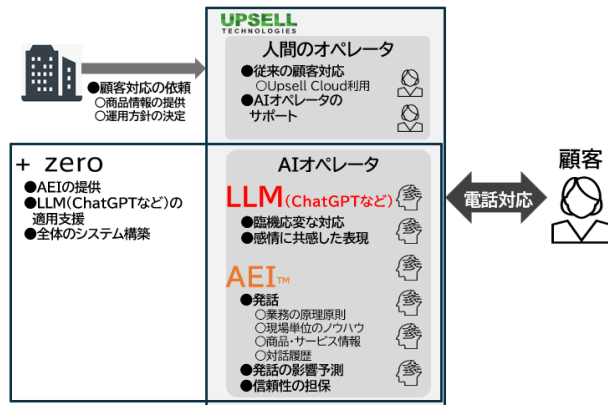 UPSELL
TECHNOLOGIES
人間のオペレータ
●従来の顧客対応
○Upsell Cloud利用
●AIオペレータの
サポート
●顧客対応の依頼
○商品情報の提供
○運用方針の決定
+ zero
●AEIの提供
●LLM(ChatGPTなど)の
適用支援
●全体のシステム構築
AIオペレータ
LLM(ChatGPTなど)
●臨機応変な対応
●感情に共感した表現
AEI™
●発話
○業務の原理原則
○現場単位のノウハウ
○商品・サービス情報
○対話履歴
●発話の影響予測
●信頼性の担保
電話対応
顧客